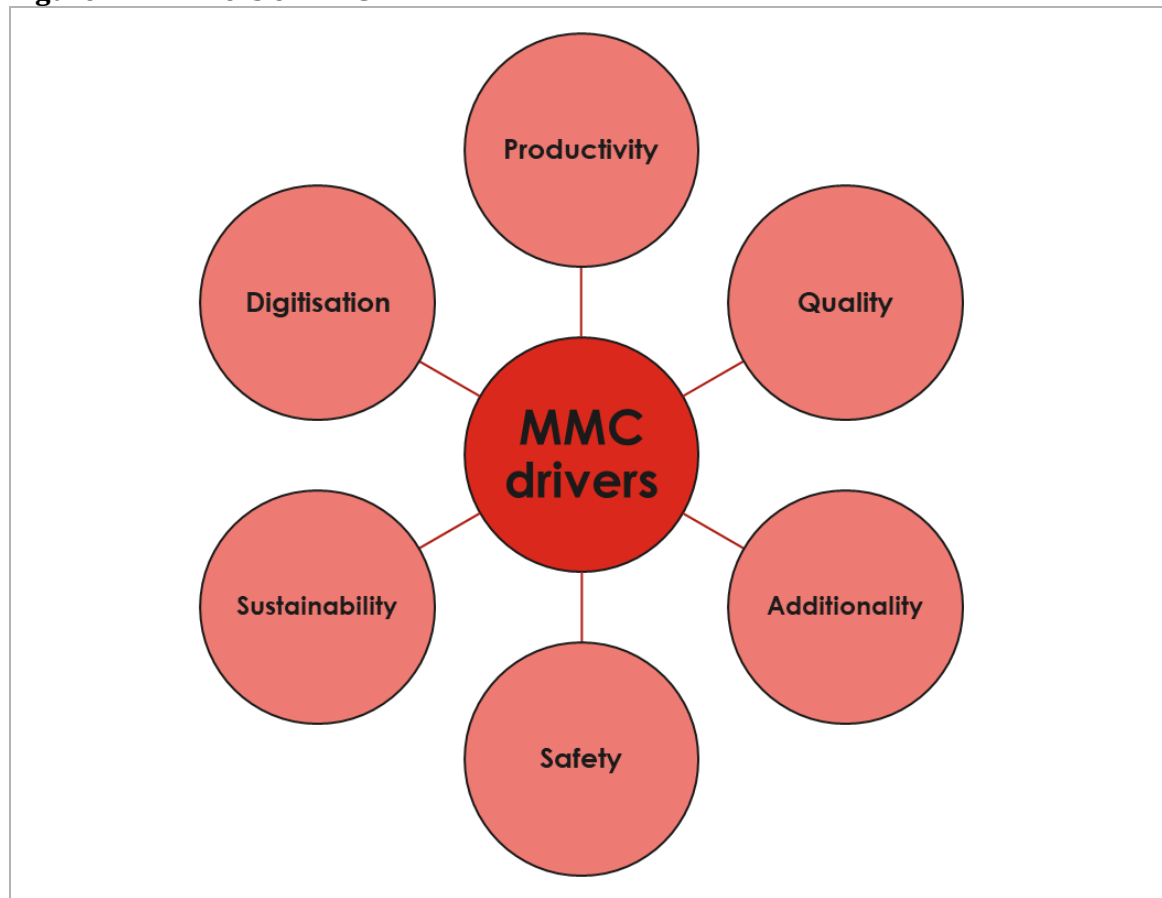 Productivity
Digitisation
Quality
MMC
drivers
Sustainability
Additionality
Safety